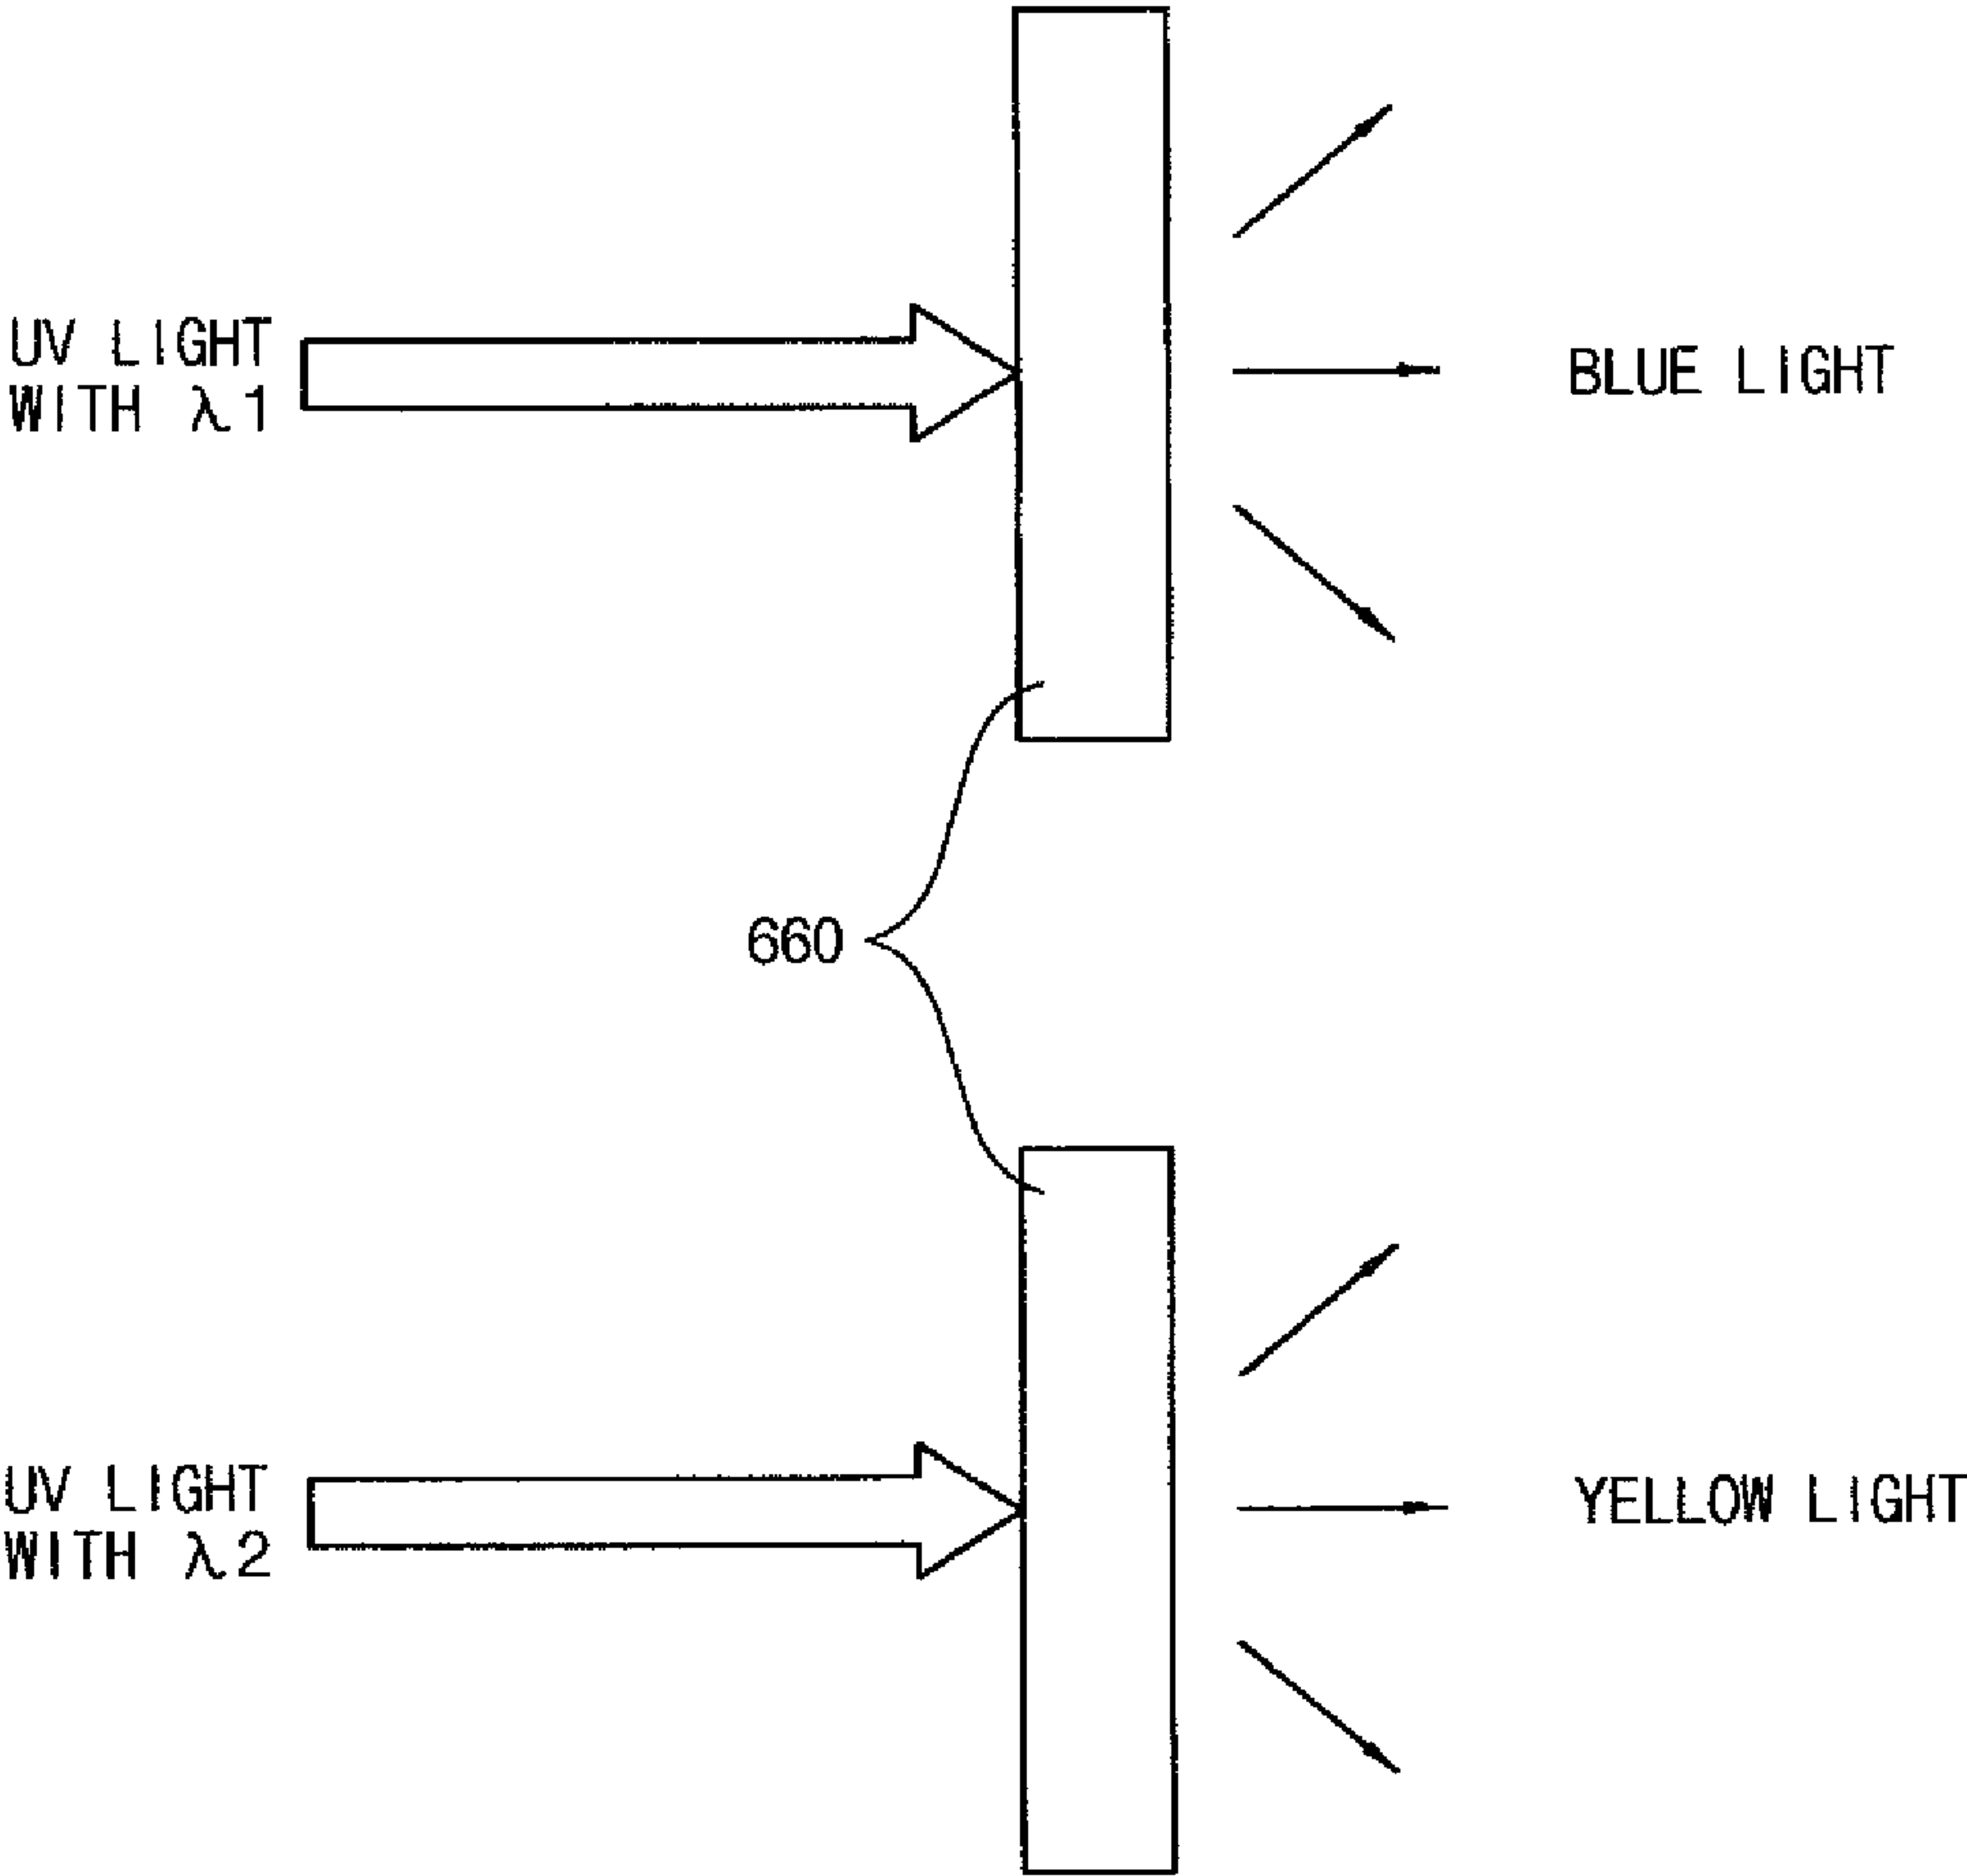 UV LIGHT
WITH λ1
BLUE LIGHT
660
UV LIGHT
WITH λ2
YELLOW LIGHT